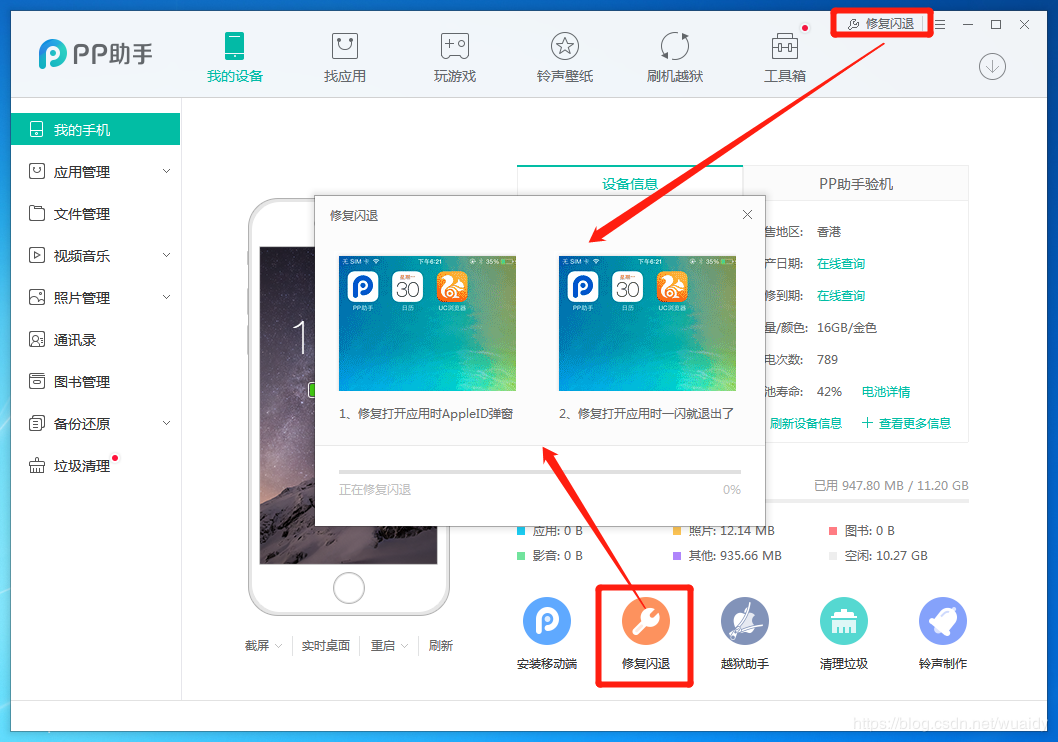 修复闪退
PP助手
我的设备
找应用
玩游戏
铃声壁纸
刷机越狱
工具箱
我的手机
应用管理
文件管理
视频音乐
照片管理
通讯录
图书管理
备份还原
垃圾清理
设备信息
PP助手验机
售地区: 香港
产日期: 在线查询
修到期: 在线查询
量/颜色: 16GB/金色
电次数: 789
池寿命: 42% 电池详情
刷新设备信息 + 查看更多信息
修复闪退
无 SIM 卡 下午6:21 35%
星期一
30
PP助手 日历 UC浏览器
无 SIM 卡 下午6:21 35%
星期一
30
PP助手 日历 UC浏览器
1、修复打开应用时AppleID弹窗
2、修复打开应用时一闪就退出了
正在修复闪退 0%
1
已用 947.80 MB / 11.20 GB
应用: 0 B 照片: 12.14 MB 图书: 0 B
影音: 0 B 其他: 935.66 MB 空闲: 10.27 GB
安装移动端
修复闪退
越狱助手
清理垃圾
铃声制作
截屏 实时桌面 重启 刷新